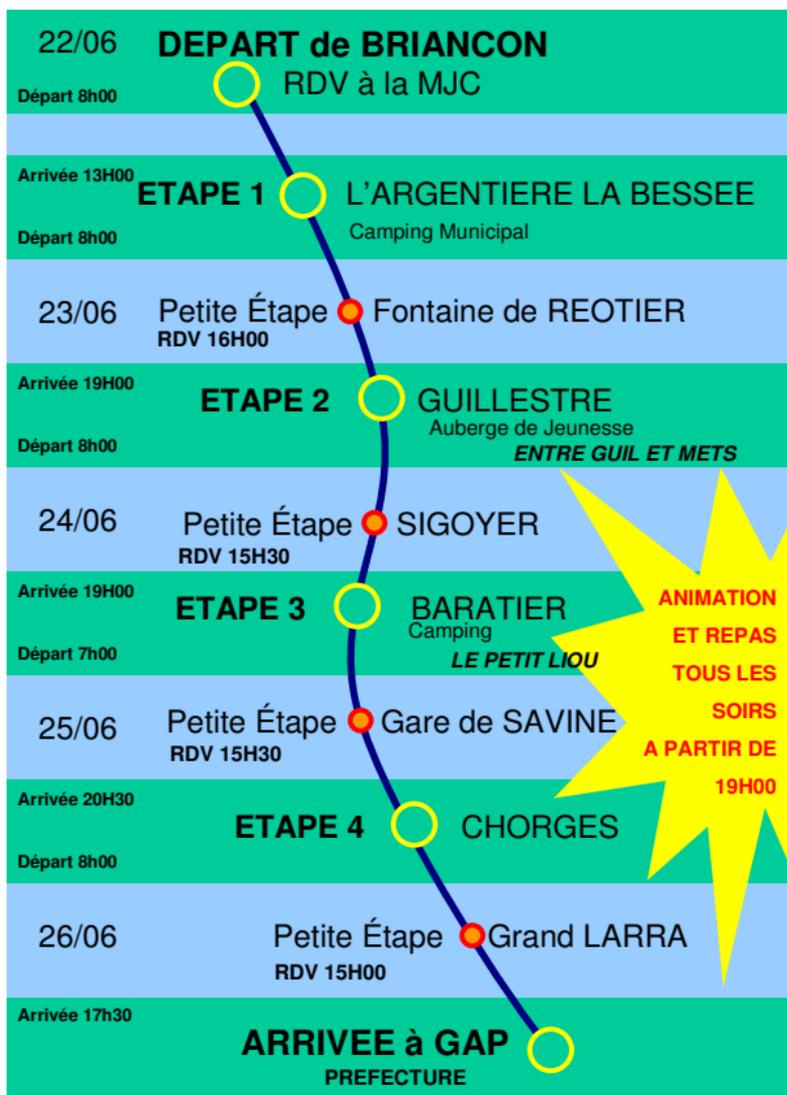 22/06 DEPART de BRIANCON
Départ 8h00 RDV à la MJC
Arrivée 13H00
ETAPE 1 L'ARGENTIERE LA BESSEE
Départ 8h00 Camping Municipal
23/06 Petite Étape Fontaine de REOTIER
RDV 16H00
Arrivée 19H00
ETAPE 2 GUILLESTRE
Auberge de Jeunesse
Départ 8h00 ENTRE GUIL ET METS
24/06 Petite Étape SIGOYER
RDV 15H30
Arrivée 19H00
ETAPE 3 BARATIER
Camping
Départ 7h00 LE PETIT LIOU
25/06 Petite Étape Gare de SAVINE
RDV 15H30
ANIMATION
ET REPAS
TOUS LES
SOIRS
A PARTIR DE
19H00
Arrivée 20H30
ETAPE 4 CHORGES
Départ 8h00
26/06 Petite Étape Grand LARRA
RDV 15H00
Arrivée 17h30
ARRIVEE à GAP
PREFECTURE